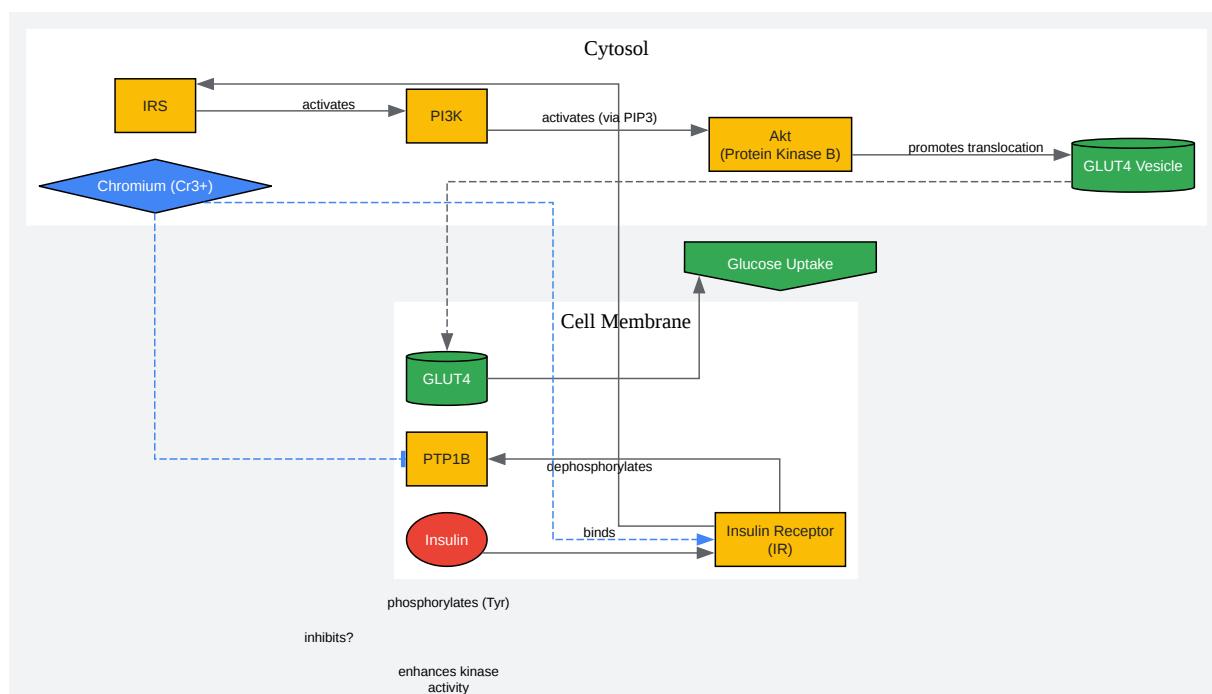 Cytosol
IRS
activates
PI3K
activates (via PIP3)
Akt
(Protein Kinase B)
promotes translocation
GLUT4 Vesicle
Chromium (Cr3+)
Glucose Uptake
Cell Membrane
GLUT4
PTP1B
dephosphorylates
Insulin
binds
Insulin Receptor
(IR)
phosphorylates (Tyr)
inhibits?
enhances kinase
activity